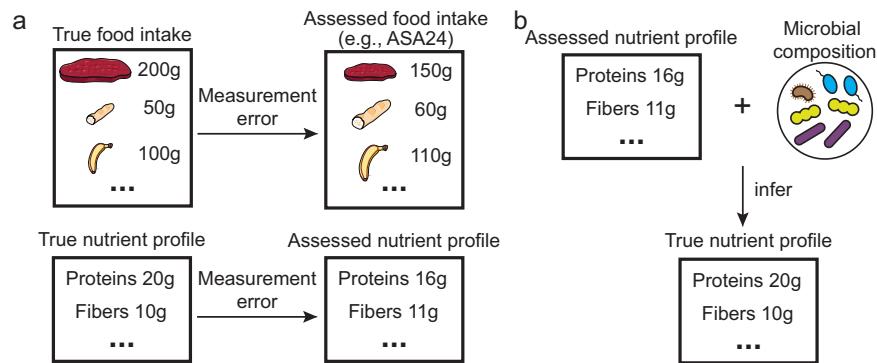 a
True food intake
200g
50g
100g
...
Measurement
error
Assessed food intake
(e.g., ASA24)
150g
60g
110g
...
True nutrient profile
Proteins 20g
Fibers 10g
...
Measurement
error
Assessed nutrient profile
Proteins 16g
Fibers 11g
...
b
Assessed nutrient profile
Proteins 16g
Fibers 11g
...
+
Microbial
composition
infer
True nutrient profile
Proteins 20g
Fibers 10g
...